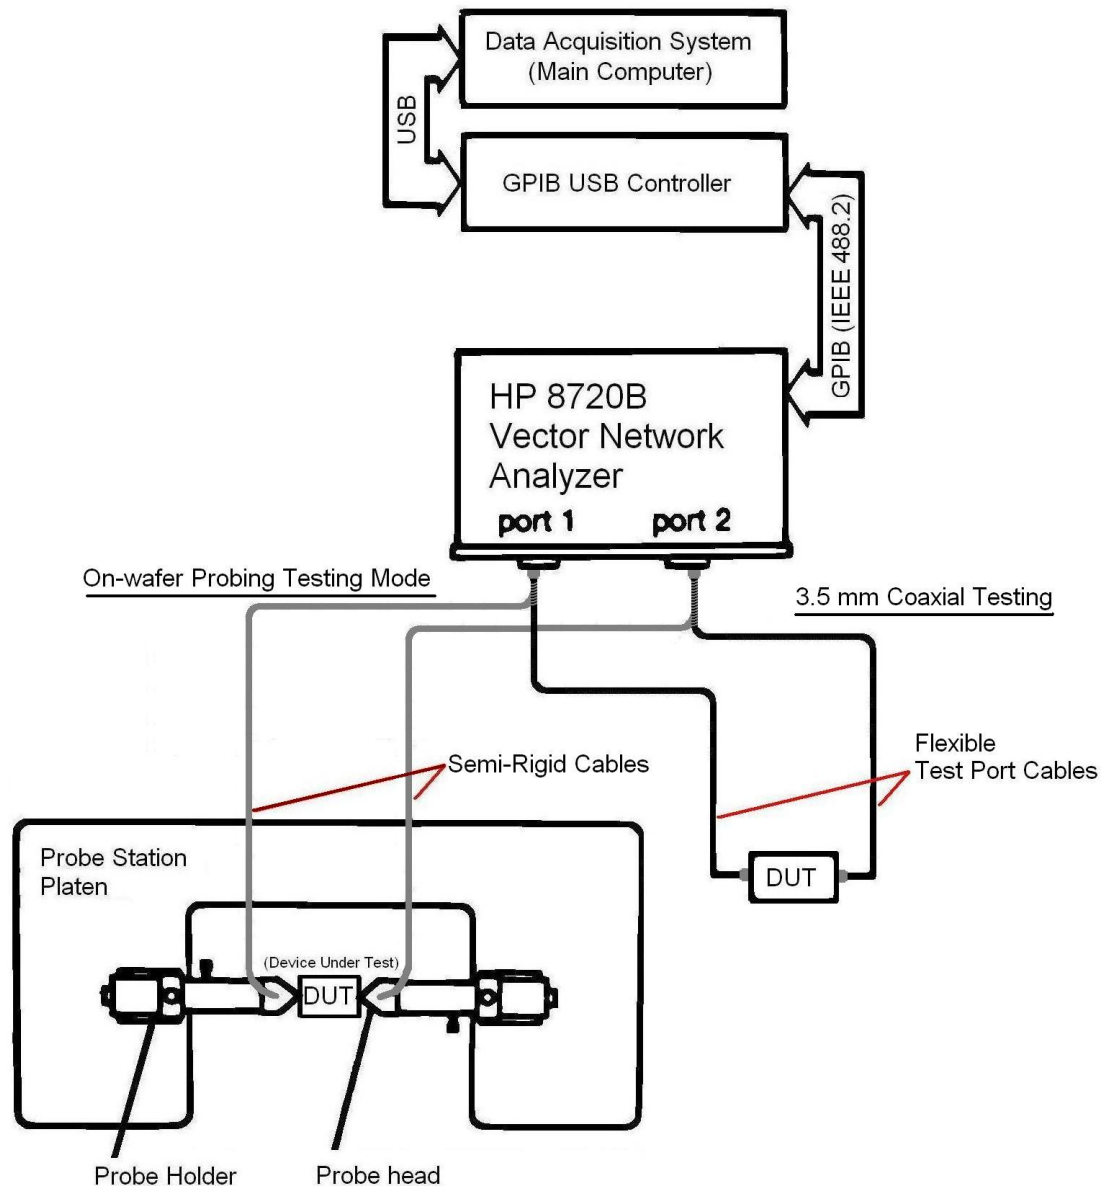 Data Acquisition System
(Main Computer)
USB
GPIB USB Controller
GPIB (IEEE 488.2)
HP 8720B
Vector Network
Analyzer
port 1
port 2
On-wafer Probing Testing Mode
3.5 mm Coaxial Testing
Semi-Rigid Cables
Flexible
Test Port Cables
Probe Station
Platen
DUT
(Device Under Test)
DUT
Probe Holder
Probe head